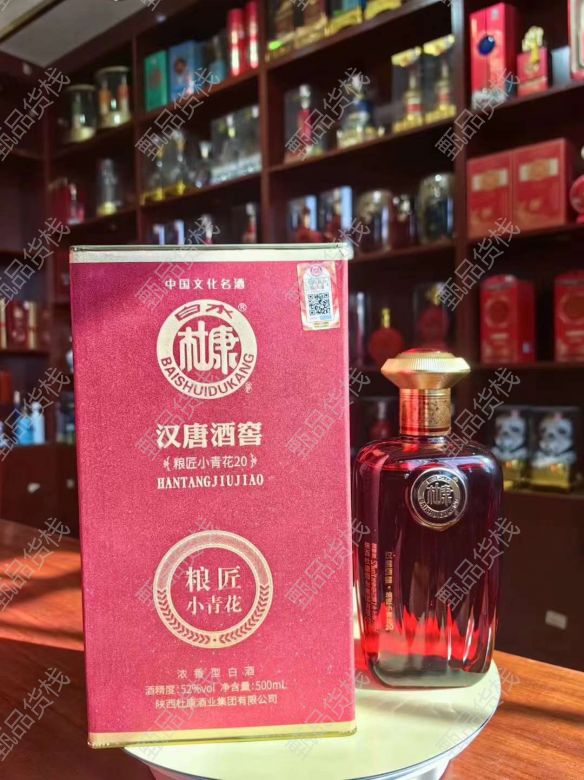 中国文化名酒
白水®
杜康
BAISHUIDUKANG
®
汉唐酒窖
粮匠小青花20
HANTANGJIUJIAO
粮匠
小青花
浓香型白酒
酒精度:52%vol 净含量:500mL
陕西杜康酒业集团有限公司
杜康
BAISHUIDUKANG
甄品货栈